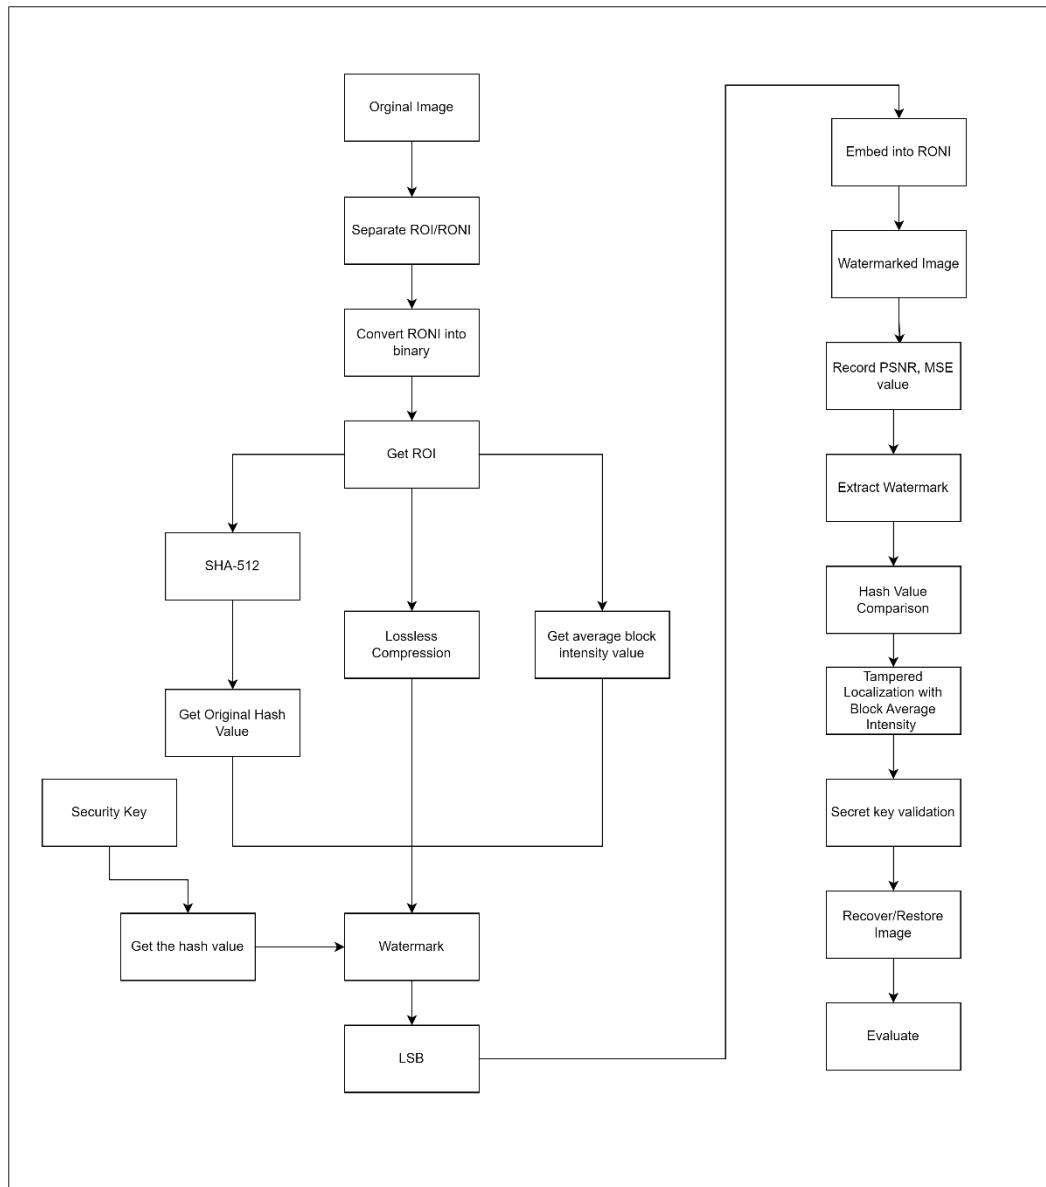 Orginal Image
Separate ROI/RONI
Convert RONI into
binary
Get ROI
SHA-512
Lossless
Compression
Get average block
intensity value
Get Original Hash
Value
Security Key
Get the hash value
Watermark
LSB
Embed into RONI
Watermarked Image
Record PSNR, MSE
value
Extract Watermark
Hash Value
Comparison
Tampered
Localization with
Block Average
Intensity
Secret key validation
Recover/Restore
Image
Evaluate